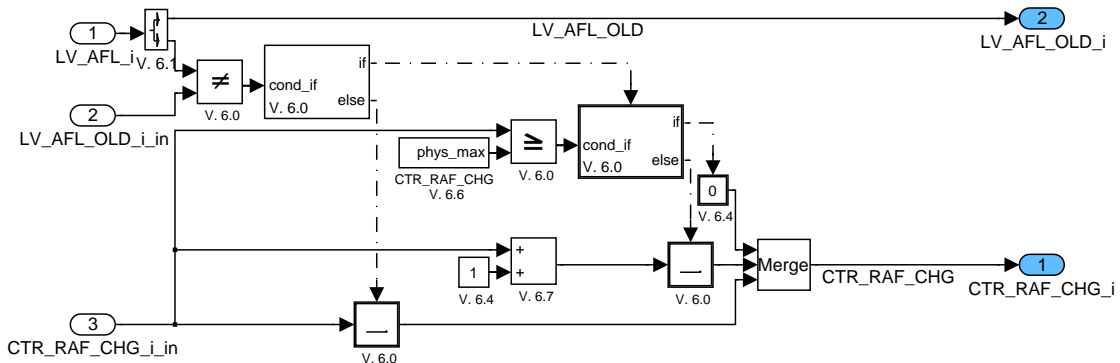 1
LV_AFL_i
V. 6.1
LV_AFL_OLD
2
LV_AFL_OLD_i
2
LV_AFL_OLD_i_in
≠
V. 6.0
cond_if
V. 6.0
if
else
phys_max
CTR_RAF_CHG
V. 6.6
≧
V. 6.0
cond_if
V. 6.0
if
else
0
V. 6.4
1
V. 6.4
+
+
V. 6.7
V. 6.0
Merge
CTR_RAF_CHG
1
CTR_RAF_CHG_i
3
CTR_RAF_CHG_i_in
V. 6.0